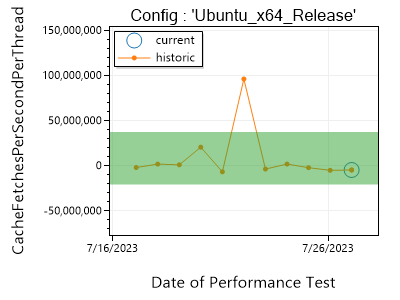 Config : 'Ubuntu_x64_Release'
current
historic
150,000,000
100,000,000
50,000,000
0
-50,000,000
CacheFetchesPerSecondPerThread
7/16/2023
7/26/2023
Date of Performance Test